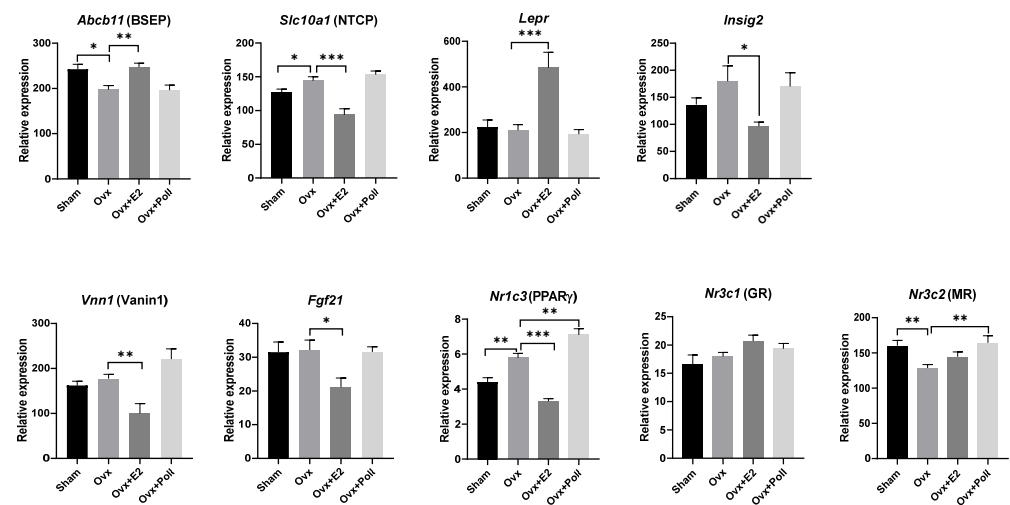 Abcb11 (BSEP)
Relative expression
300
200
100
0
*
**
Sham
Ovx
Ovx+E2
Ovx+Poll
Slc10a1 (NTCP)
Relative expression
200
150
100
50
0
*
***
Sham
Ovx
Ovx+E2
Ovx+Poll
Lepr
Relative expression
600
400
200
0
***
Sham
Ovx
Ovx+E2
Ovx+Poll
Insig2
Relative expression
250
200
150
100
50
0
*
Sham
Ovx
Ovx+E2
Ovx+Poll
Vnn1 (Vanin1)
Relative expression
300
200
100
0
**
Sham
Ovx
Ovx+E2
Ovx+Poll
Fgf21
Relative expression
40
30
20
10
0
*
Sham
Ovx
Ovx+E2
Ovx+Poll
Nr1c3(PPARγ)
Relative expression
8
6
4
2
0
**
***
**
Sham
Ovx
Ovx+E2
Ovx+Poll
Nr3c1 (GR)
Relative expression
25
20
15
10
5
0
Sham
Ovx
Ovx+E2
Ovx+Poll
Nr3c2 (MR)
Relative expression
200
150
100
50
0
**
**
Sham
Ovx
Ovx+E2
Ovx+Poll